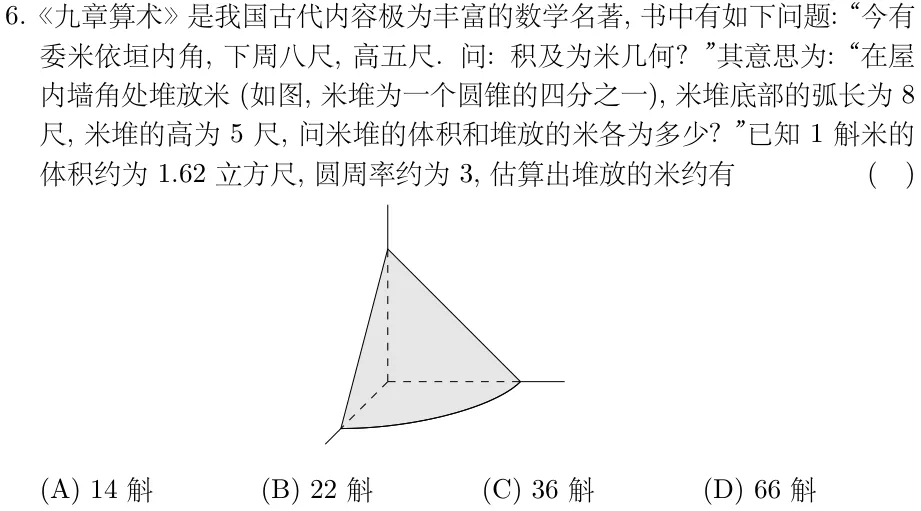 6.《九章算术》是我国古代内容极为丰富的数学名著, 书中有如下问题: “今有
委米依垣内角, 下周八尺, 高五尺. 问: 积及为米几何? ”其意思为: “在屋
内墙角处堆放米 (如图, 米堆为一个圆锥的四分之一), 米堆底部的弧长为 8
尺, 米堆的高为 5 尺, 问米堆的体积和堆放的米各为多少? ”已知 1 斛米的
体积约为 1.62 立方尺, 圆周率约为 3, 估算出堆放的米约有 ( )
(A) 14 斛 (B) 22 斛 (C) 36 斛 (D) 66 斛